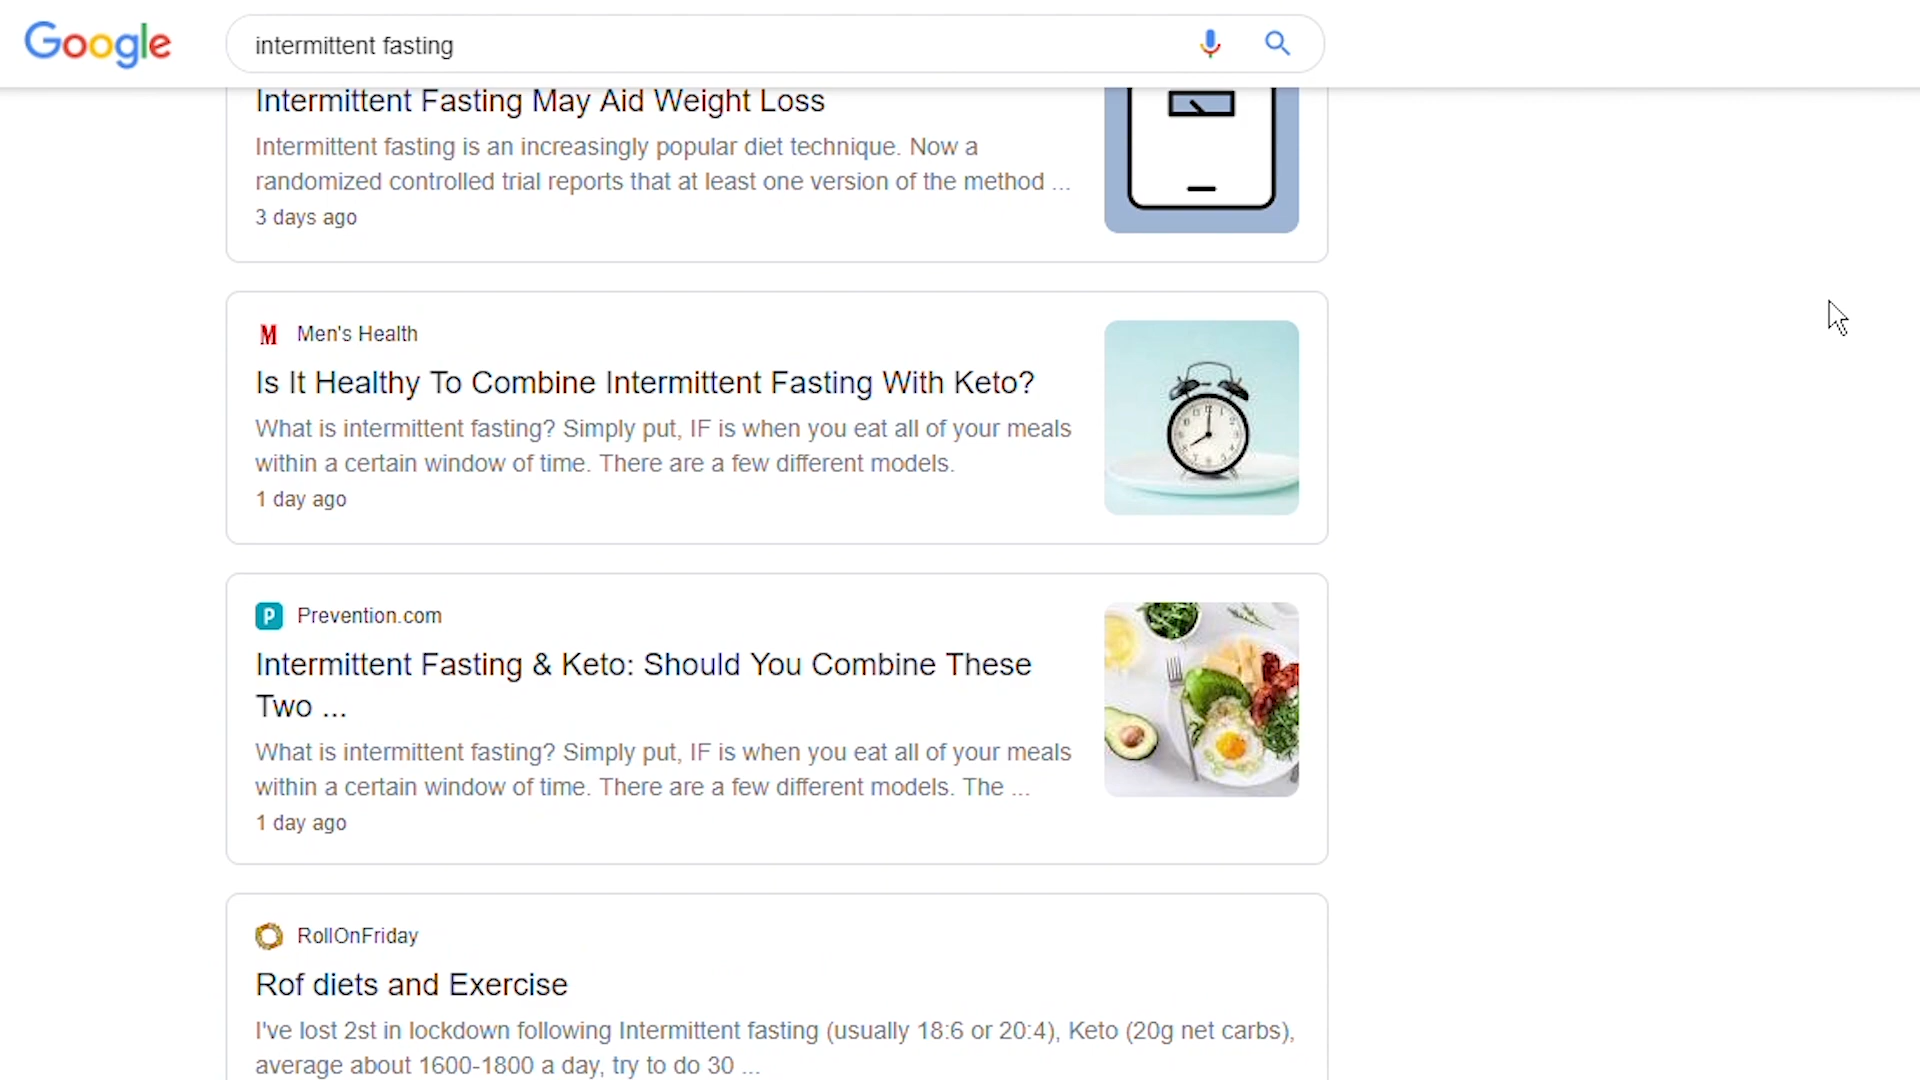 Google
intermittent fasting
Intermittent Fasting May Aid Weight Loss
Intermittent fasting is an increasingly popular diet technique. Now a
randomized controlled trial reports that at least one version of the method ...
3 days ago
M Men's Health
Is It Healthy To Combine Intermittent Fasting With Keto?
What is intermittent fasting? Simply put, IF is when you eat all of your meals
within a certain window of time. There are a few different models.
1 day ago
P Prevention.com
Intermittent Fasting & Keto: Should You Combine These
Two ...
What is intermittent fasting? Simply put, IF is when you eat all of your meals
within a certain window of time. There are a few different models. The ...
1 day ago
RollOnFriday
Rof diets and Exercise
I've lost 2st in lockdown following Intermittent fasting (usually 18:6 or 20:4), Keto (20g net carbs),
average about 1600-1800 a day, try to do 30 ...